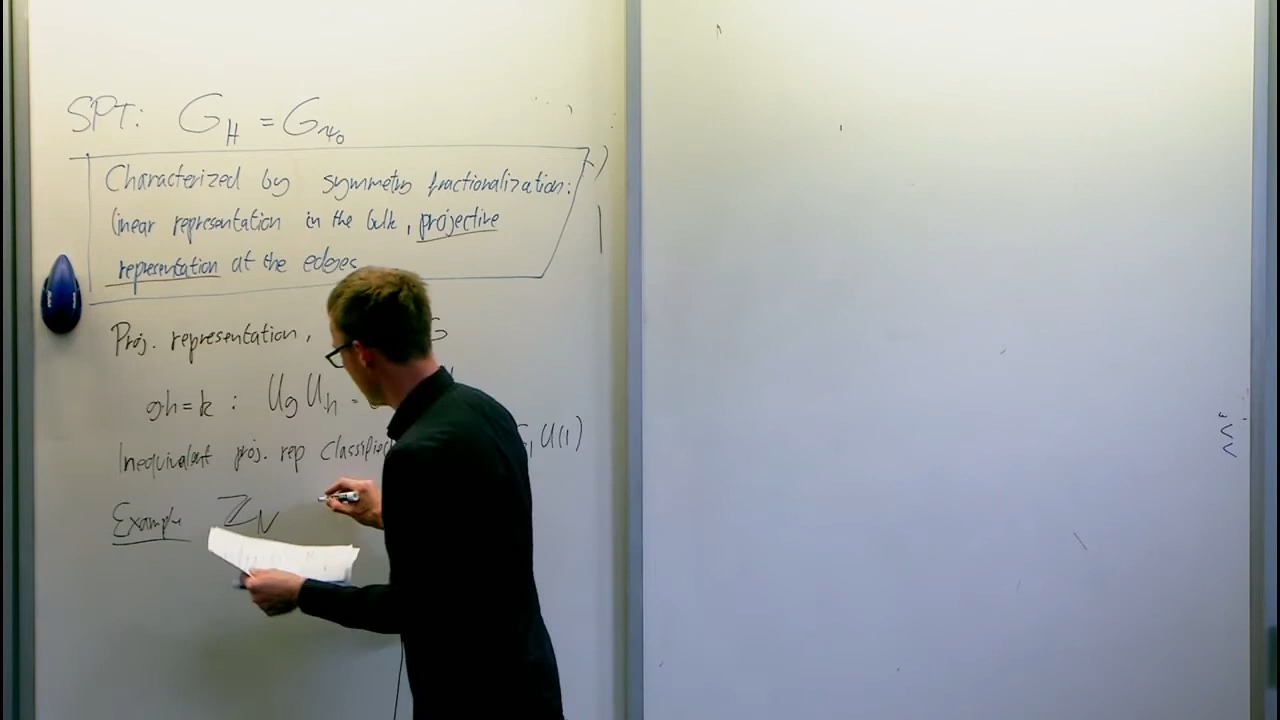 SPT: G_H = G_ψ₀
Characterized by symmetry fractionalization:
linear representation in the bulk, projective
representation at the edges
Proj. representation, G
g·h=k : U_g U_h =
Inequivalent proj. rep classified U(1)
Example ℤ_N